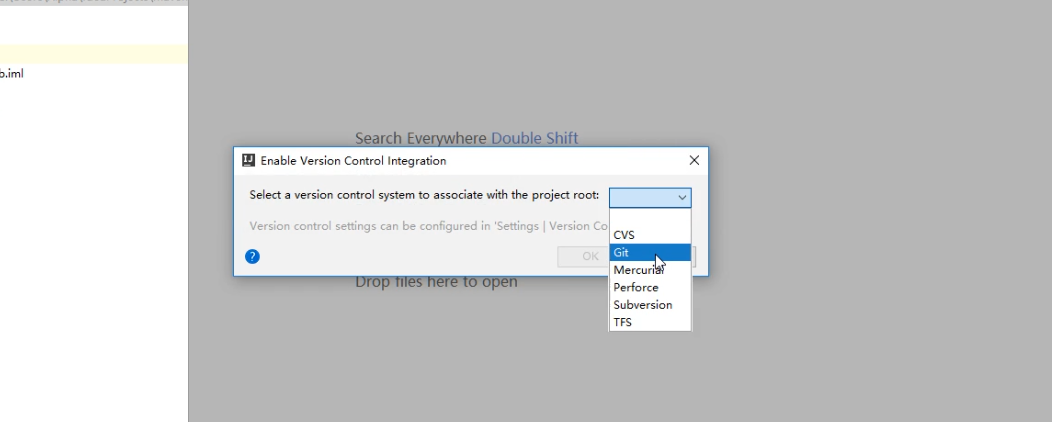 b.iml
Search Everywhere Double Shift
IJ Enable Version Control Integration
Select a version control system to associate with the project root:
Version control settings can be configured in 'Settings | Version Co
CVS
Git
? OK
Mercurial
Drop files here to open
Perforce
Subversion
TFS